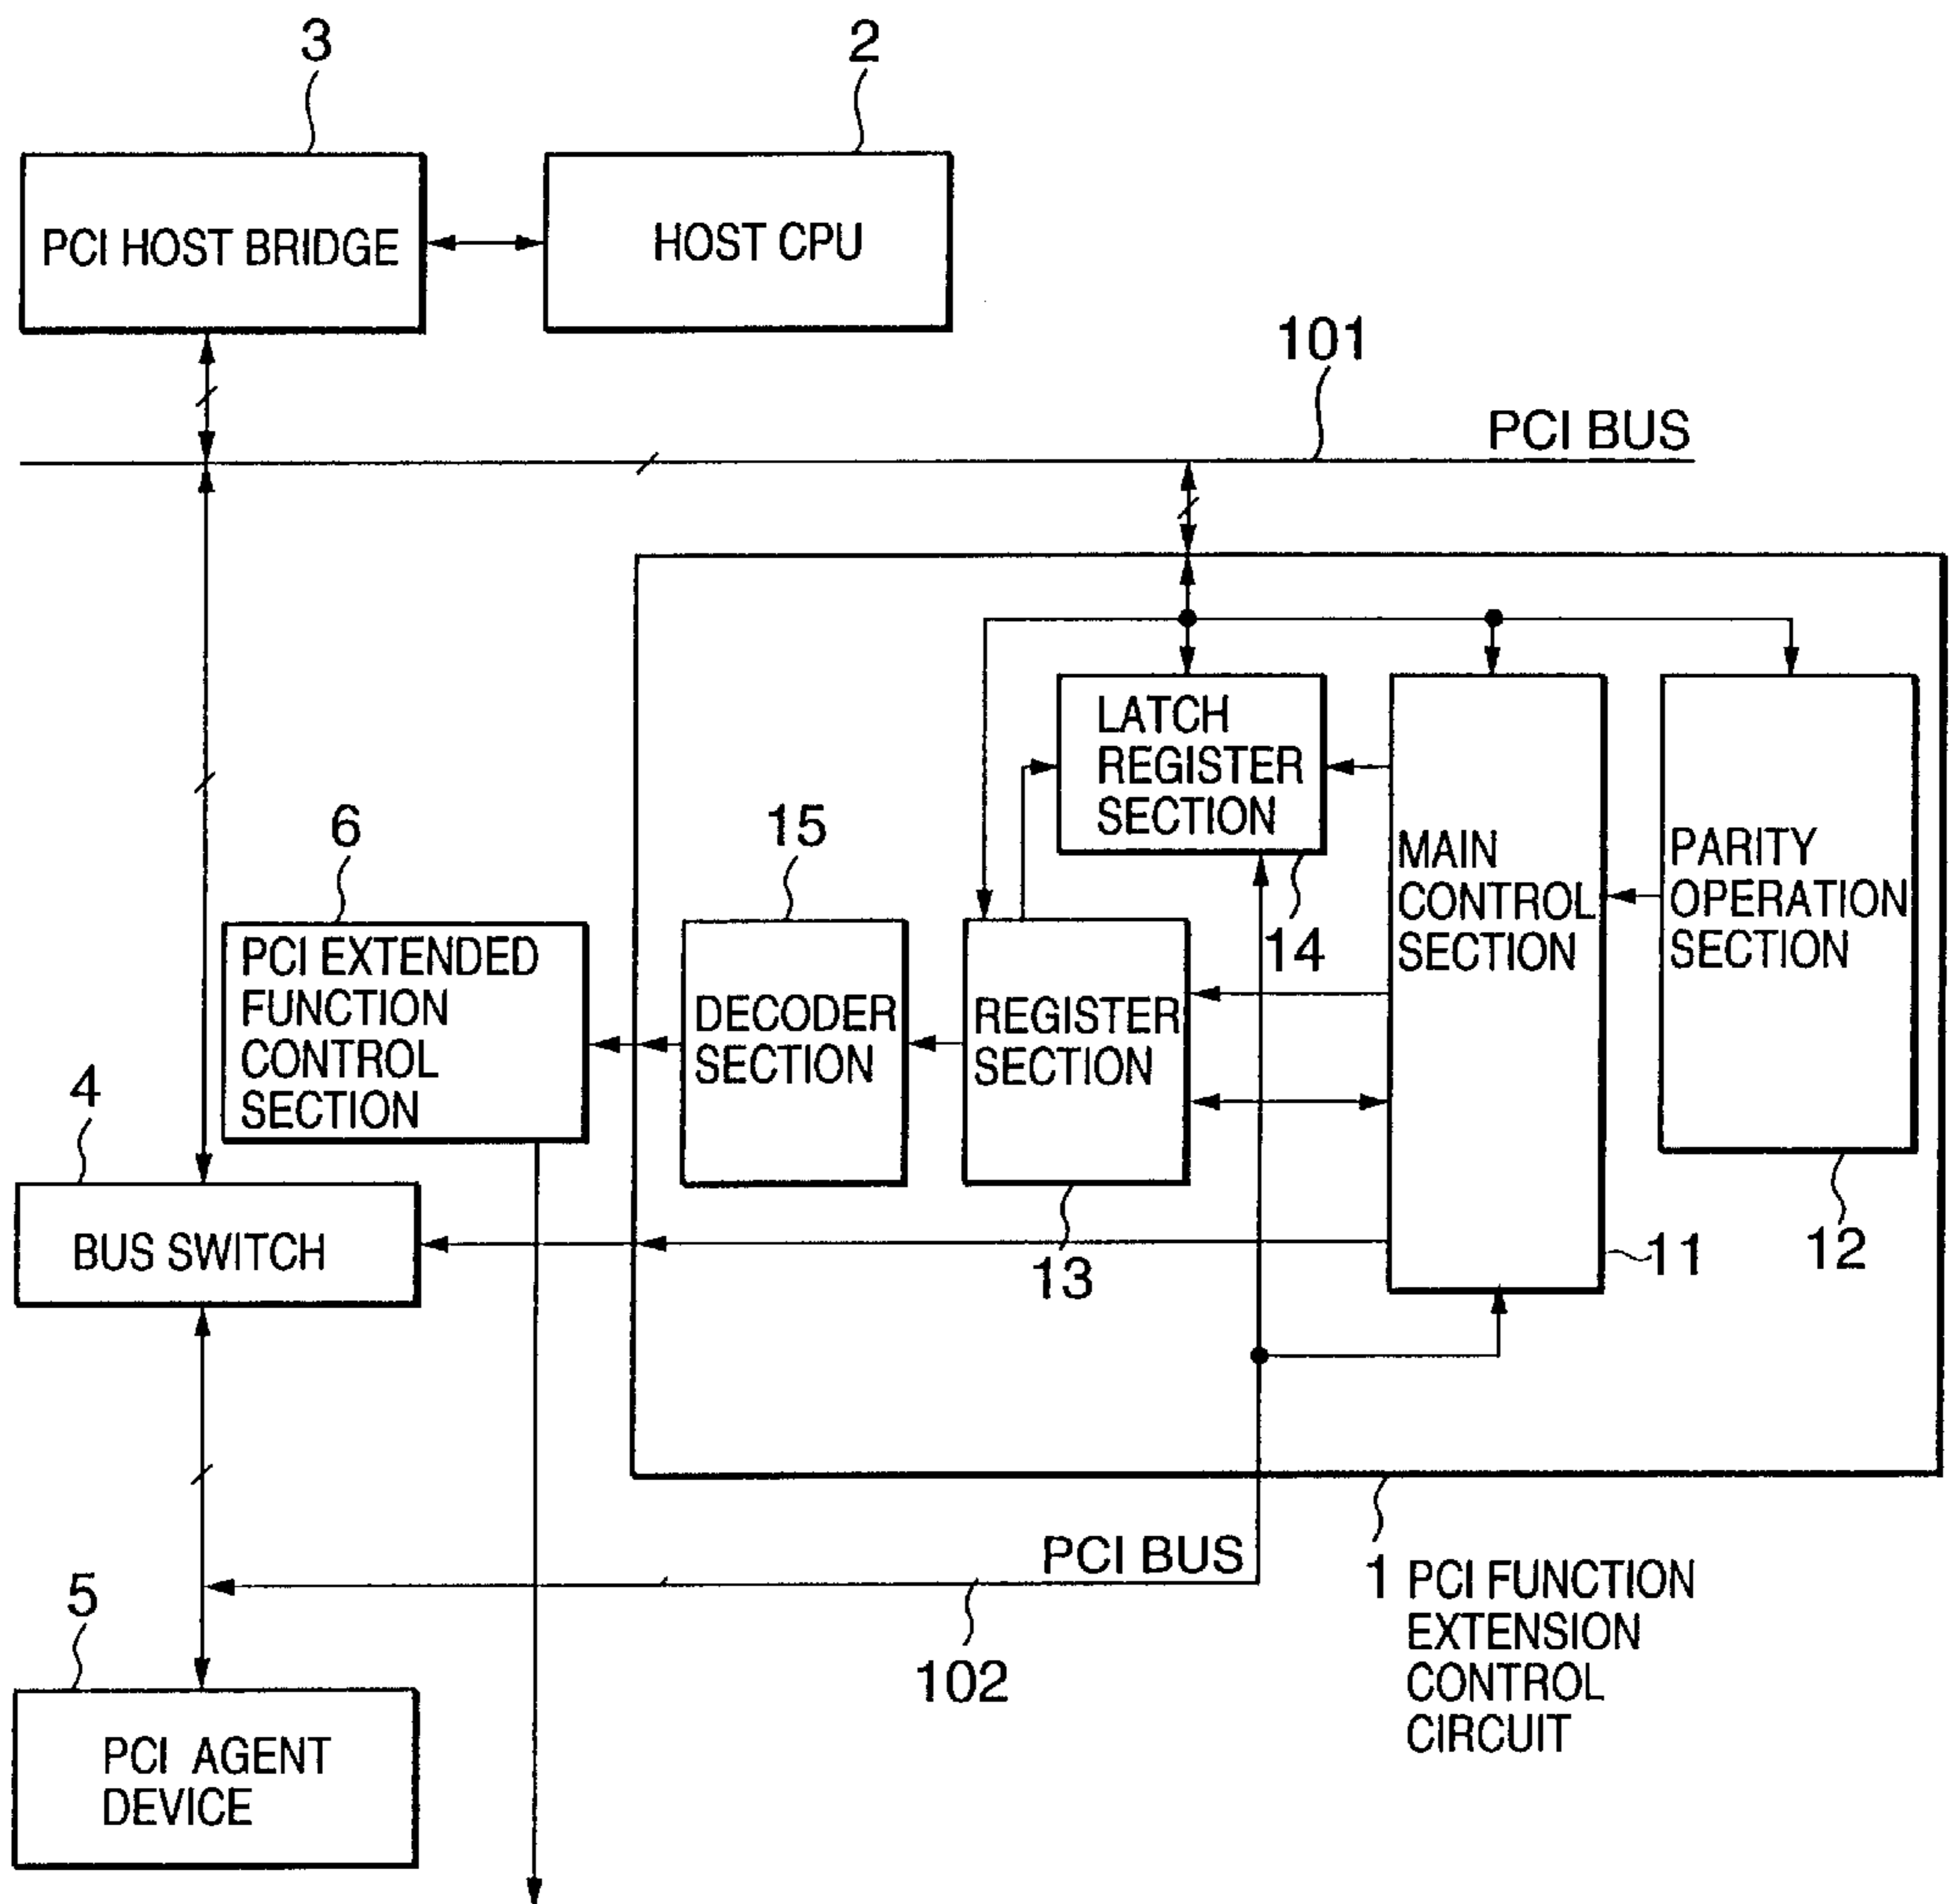 3
2
PCI HOST BRIDGE
HOST CPU
101
PCI BUS
LATCH
REGISTER
SECTION
14
MAIN
CONTROL
SECTION
11
PARITY
OPERATION
SECTION
12
6
PCI EXTENDED
FUNCTION
CONTROL
SECTION
15
DECODER
SECTION
REGISTER
SECTION
13
4
BUS SWITCH
PCI BUS
102
1 PCI FUNCTION
EXTENSION
CONTROL
CIRCUIT
5
PCI AGENT
DEVICE